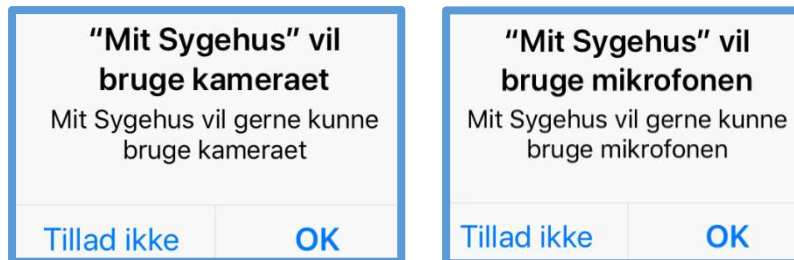 “Mit Sygehus” vil
bruge kameraet
Mit Sygehus vil gerne kunne
bruge kameraet
Tillad ikke OK
“Mit Sygehus” vil
bruge mikrofonen
Mit Sygehus vil gerne kunne
bruge mikrofonen
Tillad ikke OK